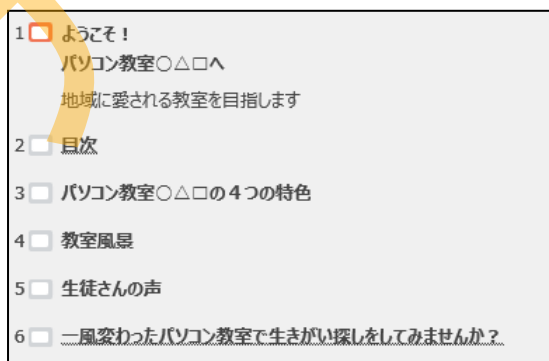 1 ようこそ！
パソコン教室○△□へ
地域に愛される教室を目指します
2 目次
3 パソコン教室○△□の４つの特色
4 教室風景
5 生徒さんの声
6 一風変わったパソコン教室で生きがい探しをしてみませんか？